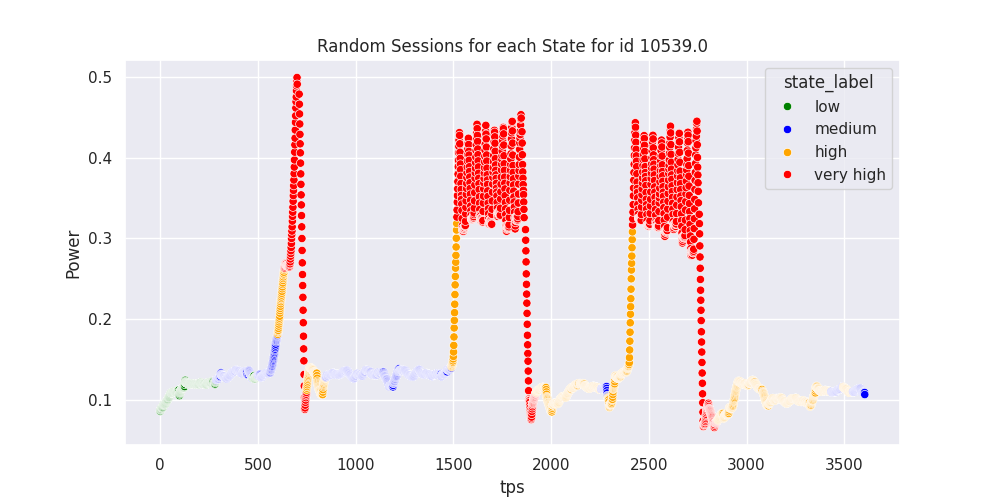 Random Sessions for each State for id 10539.0
state_label
low
medium
high
very high
Power
0.5
0.4
0.3
0.2
0.1
0 500 1000 1500 2000 2500 3000 3500
tps